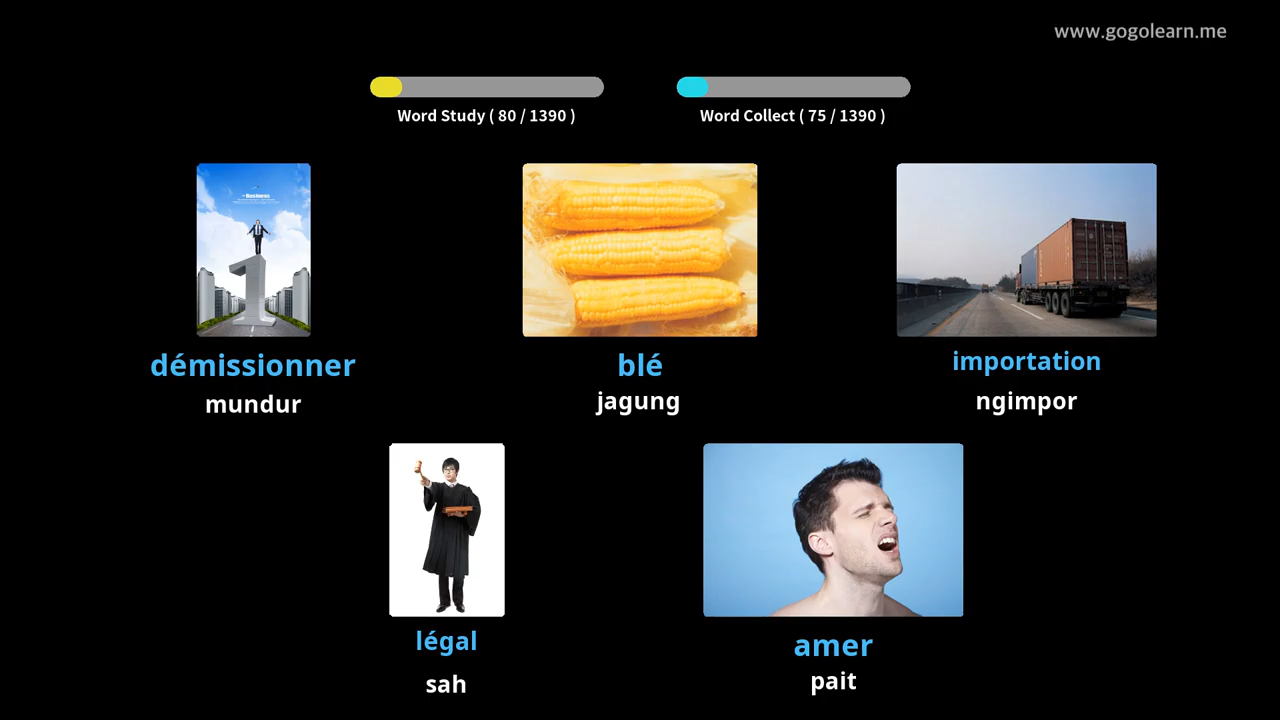 www.gogolearn.me
Word Study ( 80 / 1390 )
Word Collect ( 75 / 1390 )
Business
démissionner
mundur
blé
jagung
importation
ngimpor
légal
sah
amer
pait